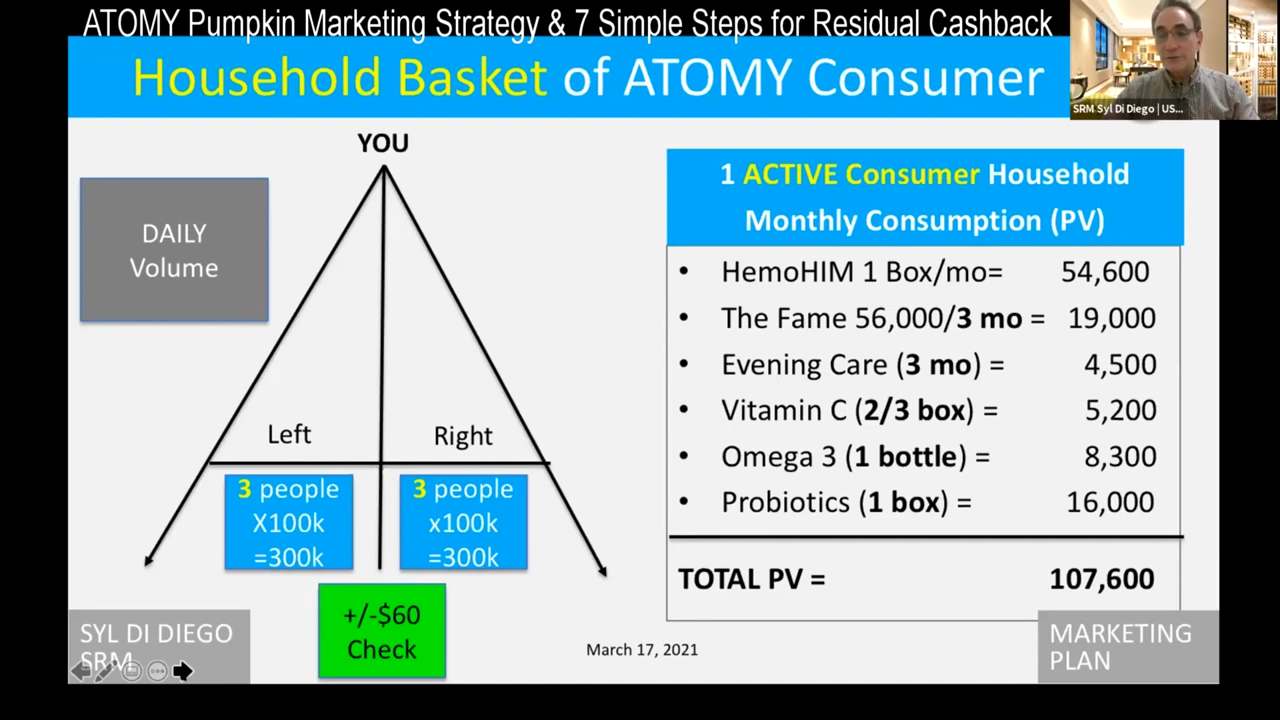 ATOMY Pumpkin Marketing Strategy & 7 Simple Steps for Residual Cashback
Household Basket of ATOMY Consumer
SRM Syl Di Diego | US...
YOU
DAILY
Volume
Left
Right
3 people
X100k
=300k
3 people
x100k
=300k
+/-$60
Check
1 ACTIVE Consumer Household
Monthly Consumption (PV)
• HemoHIM 1 Box/mo= 54,600
• The Fame 56,000/3 mo = 19,000
• Evening Care (3 mo) = 4,500
• Vitamin C (2/3 box) = 5,200
• Omega 3 (1 bottle) = 8,300
• Probiotics (1 box) = 16,000
TOTAL PV = 107,600
SYL DI DIEGO
SRM
March 17, 2021
MARKETING
PLAN